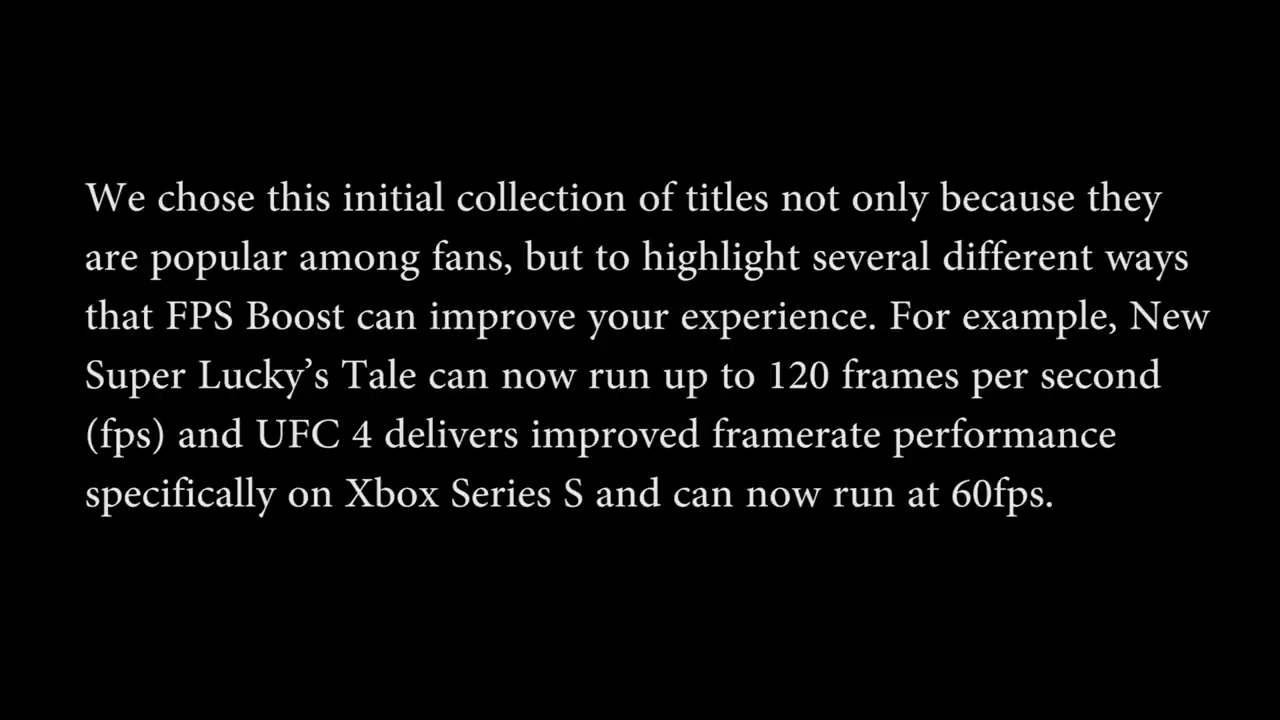 We chose this initial collection of titles not only because they
are popular among fans, but to highlight several different ways
that FPS Boost can improve your experience. For example, New
Super Lucky’s Tale can now run up to 120 frames per second
(fps) and UFC 4 delivers improved framerate performance
specifically on Xbox Series S and can now run at 60fps.